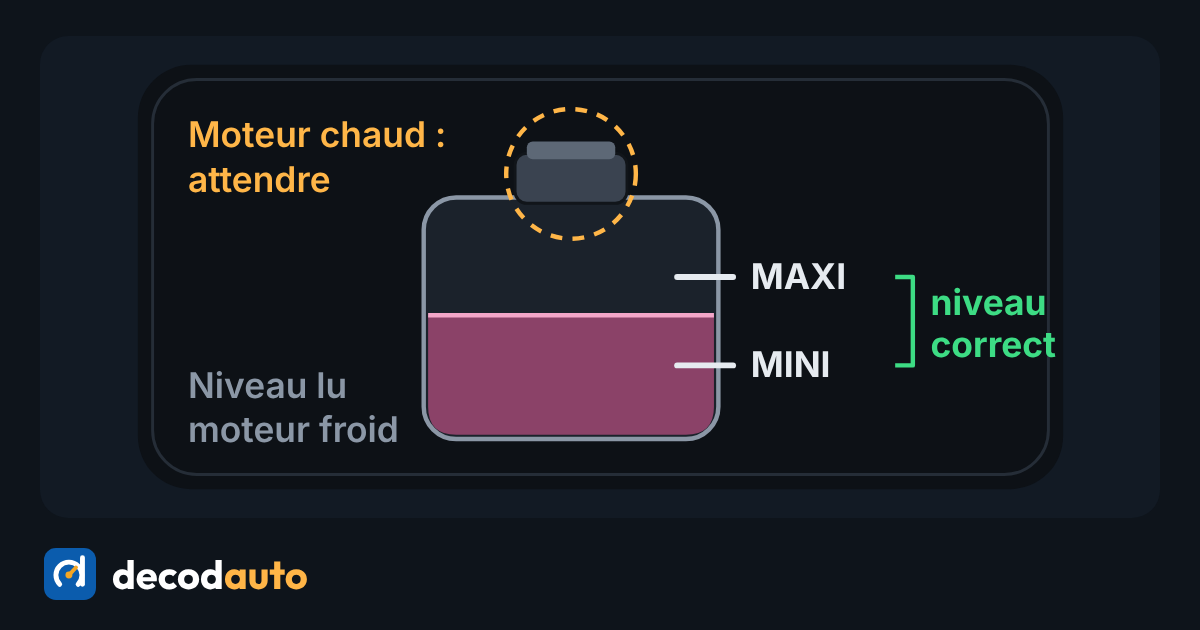 Moteur chaud :
attendre
MAXI
niveau
correct
MINI
Niveau lu
moteur froid
decodauto